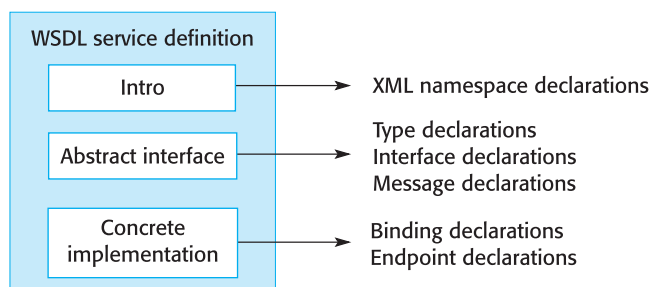 WSDL service definition
Intro
XML namespace declarations
Abstract interface
Type declarations
Interface declarations
Message declarations
Concrete
implementation
Binding declarations
Endpoint declarations